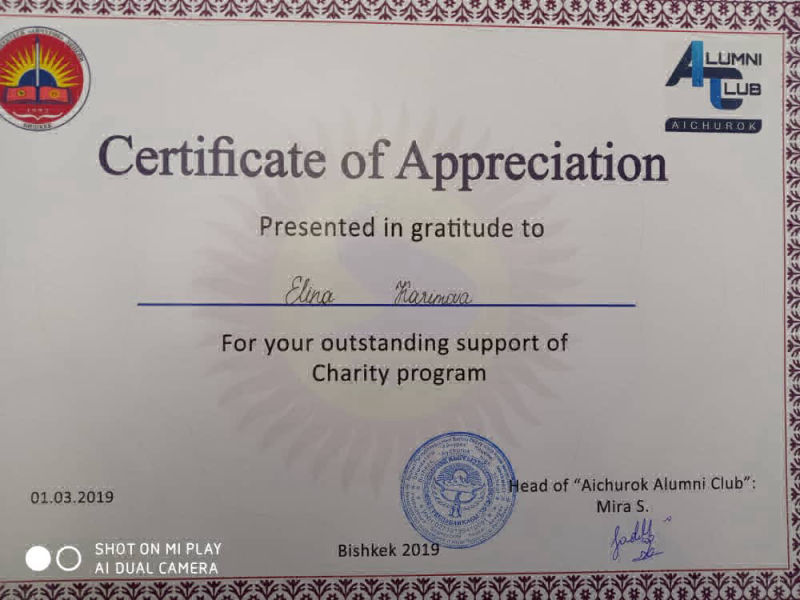 1992
ALUMNI
CLUB
AICHUROK
Certificate of Appreciation
Presented in gratitude to
Elina Karimova
For your outstanding support of
Charity program
01.03.2019
Head of “Aichurok Alumni Club”:
Mira S.
Bishkek 2019
SHOT ON MI PLAY
AI DUAL CAMERA